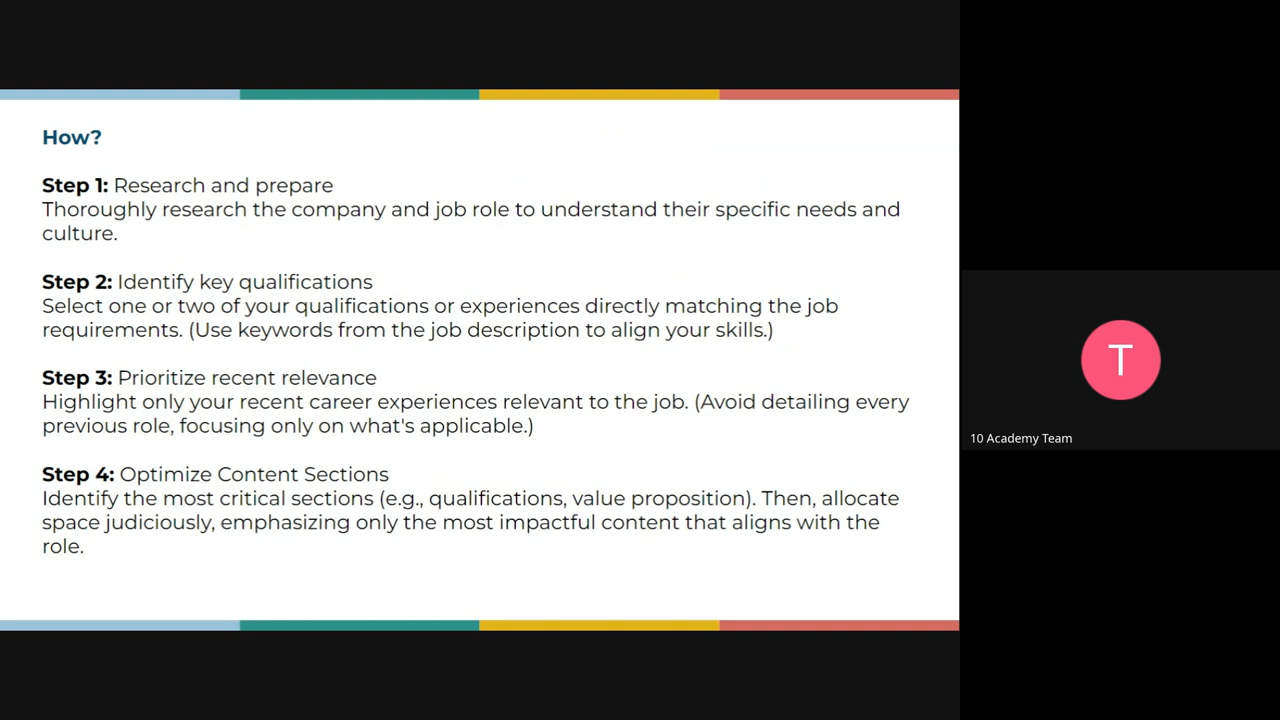 How?
Step 1: Research and prepare
Thoroughly research the company and job role to understand their specific needs and
culture.
Step 2: Identify key qualifications
Select one or two of your qualifications or experiences directly matching the job
requirements. (Use keywords from the job description to align your skills.)
Step 3: Prioritize recent relevance
Highlight only your recent career experiences relevant to the job. (Avoid detailing every
previous role, focusing only on what's applicable.)
Step 4: Optimize Content Sections
Identify the most critical sections (e.g., qualifications, value proposition). Then, allocate
space judiciously, emphasizing only the most impactful content that aligns with the
role.
T
10 Academy Team